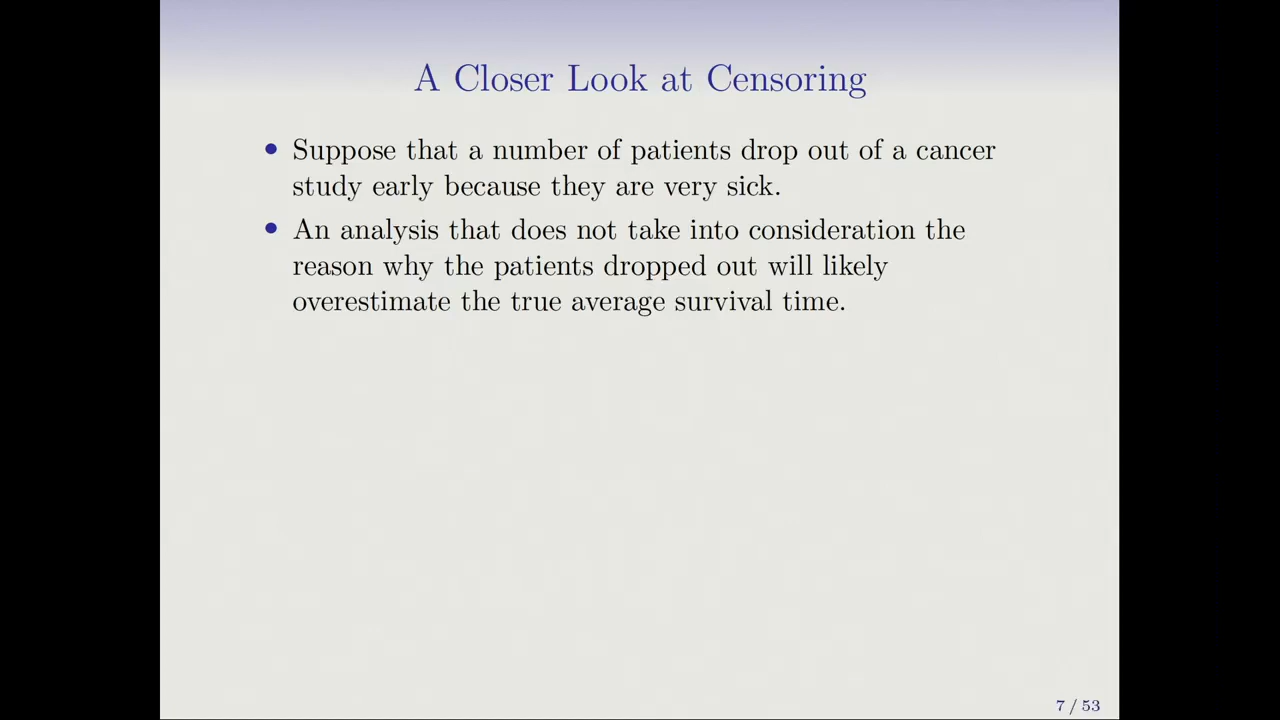 A Closer Look at Censoring
• Suppose that a number of patients drop out of a cancer
study early because they are very sick.
• An analysis that does not take into consideration the
reason why the patients dropped out will likely
overestimate the true average survival time.
7 / 53